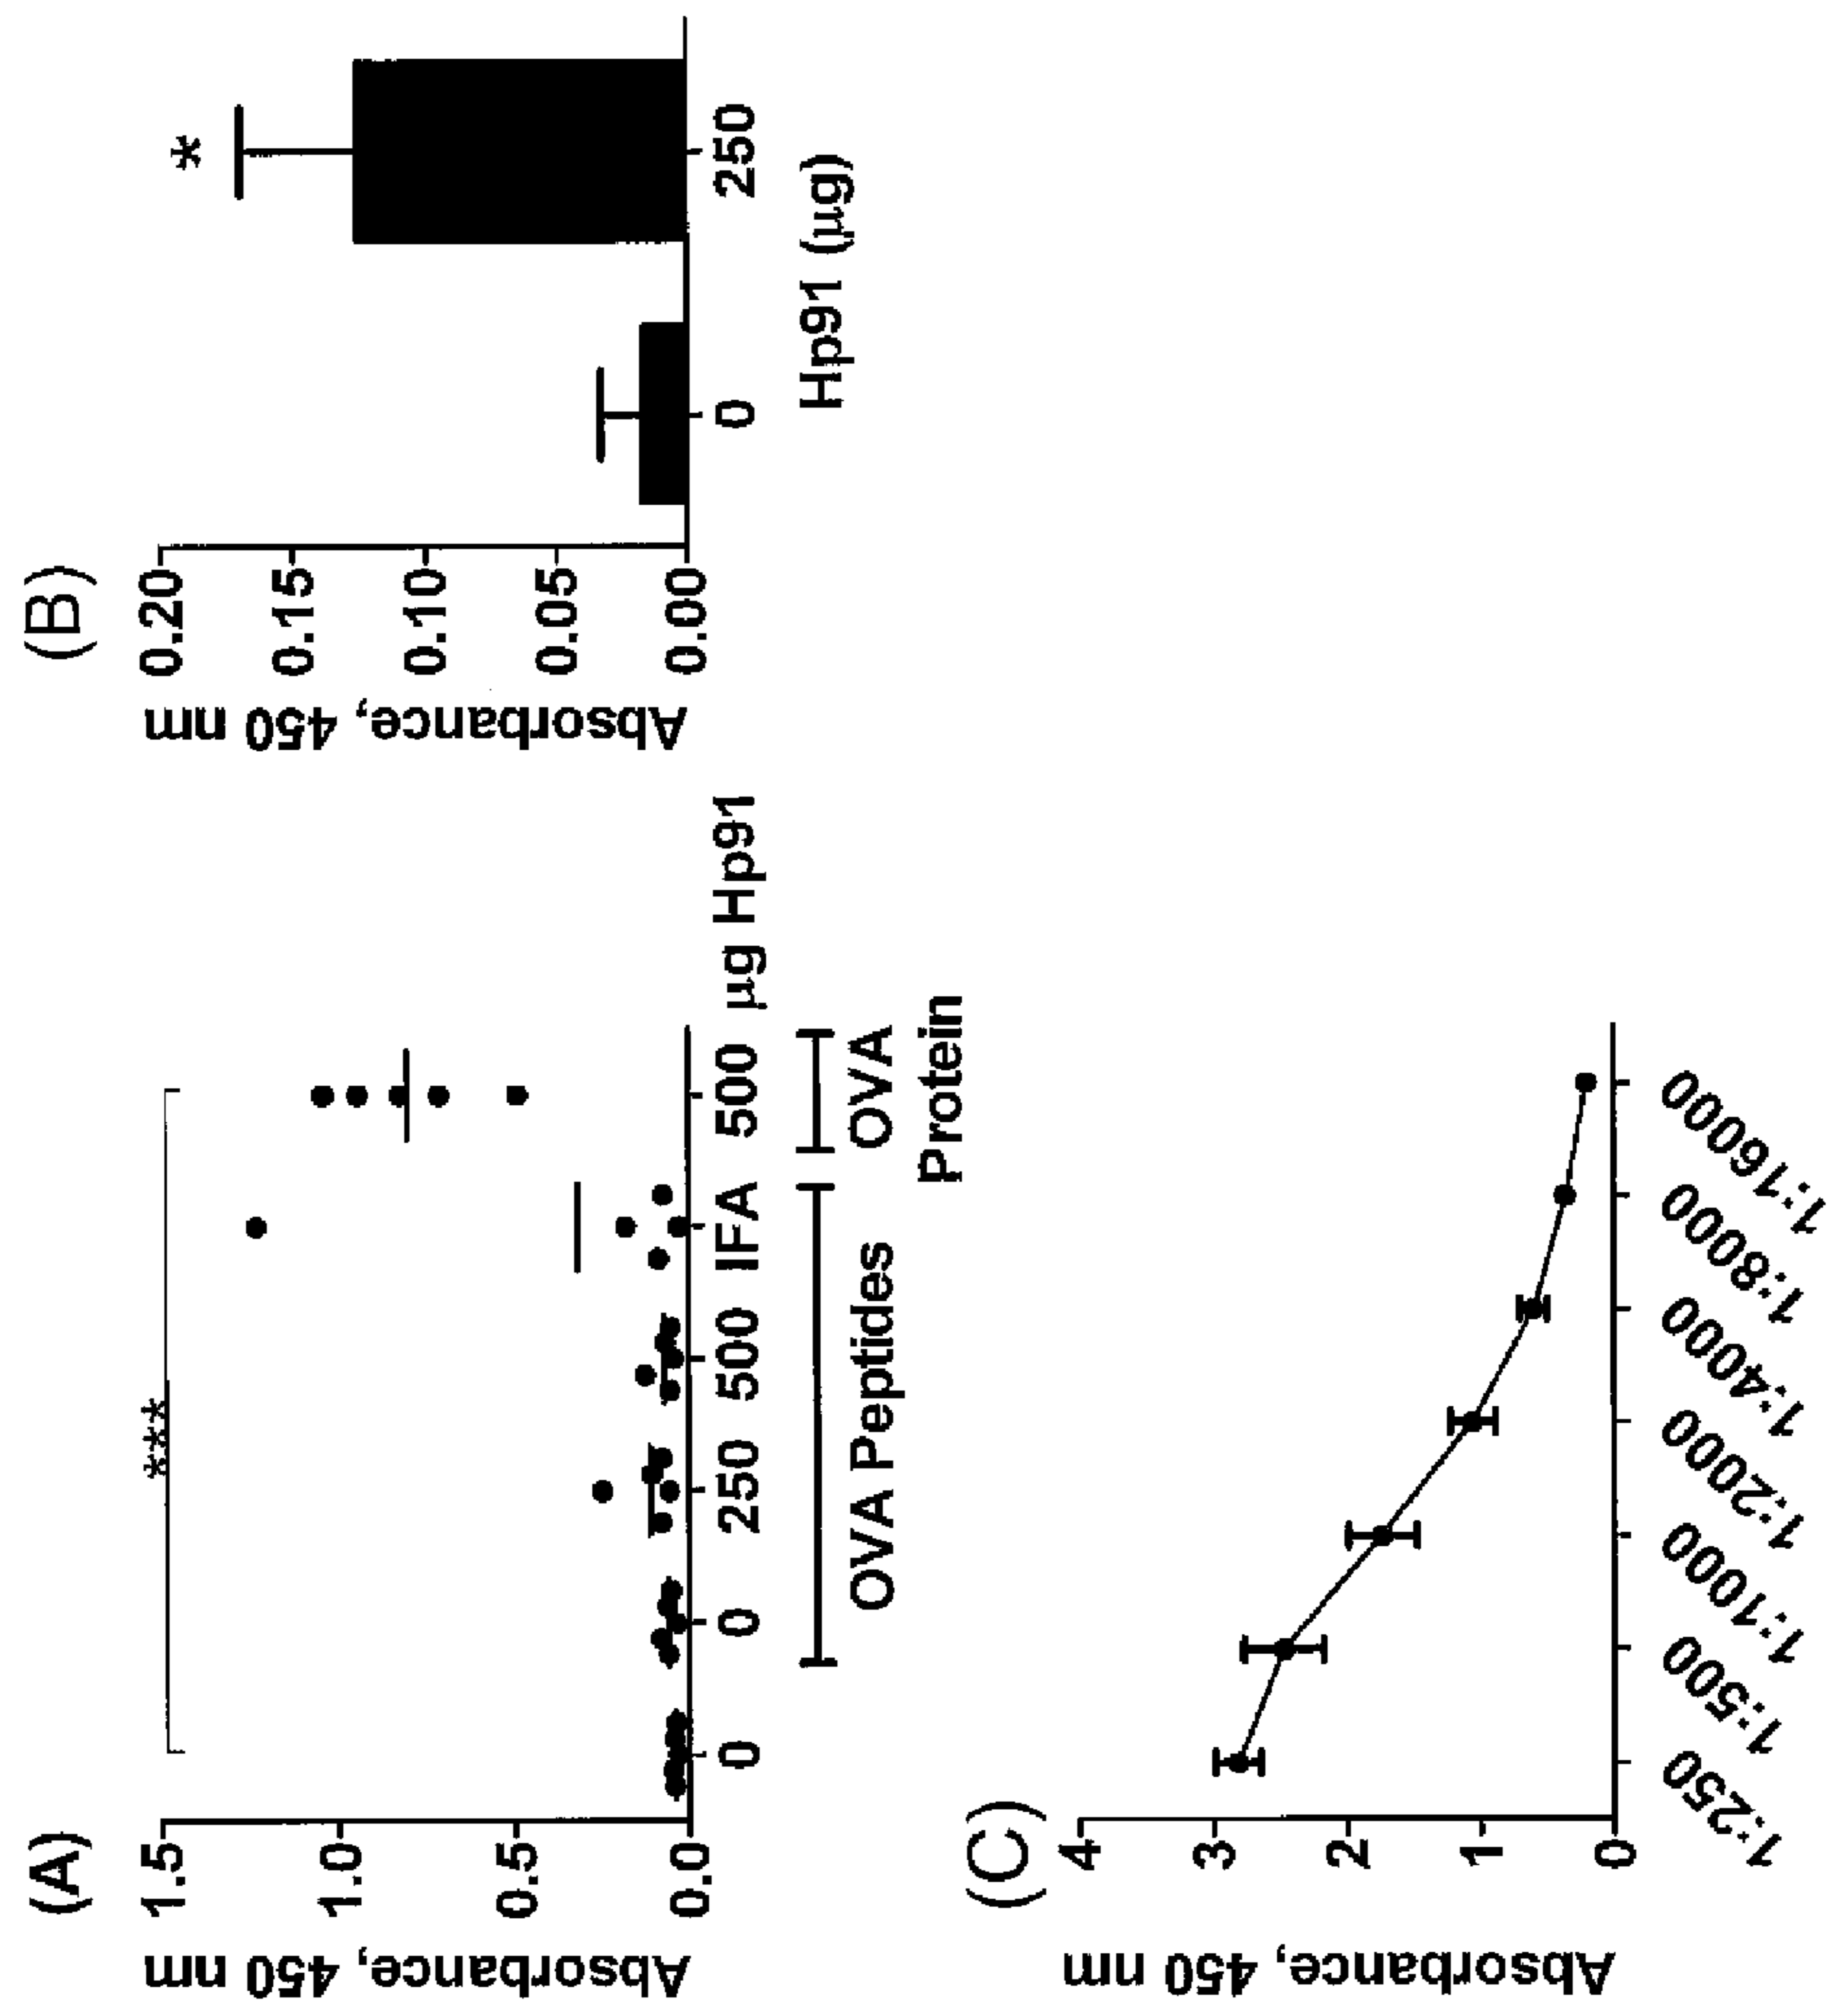 (A)
Absorbance, 450 nm
1.5
1.0
0.5
0.0
***
0 0 250 500 IFA 500 µg Hp91
OVA Peptides
OVA
Protein
(B)
Absorbance, 450 nm
0.20
0.15
0.10
0.05
0.00
*
0 250
Hp91 (µg)
(C)
Absorbance, 450 nm
4
3
2
1
0
1:250 1:500 1:1000 1:2000 1:4000 1:8000 1:16000